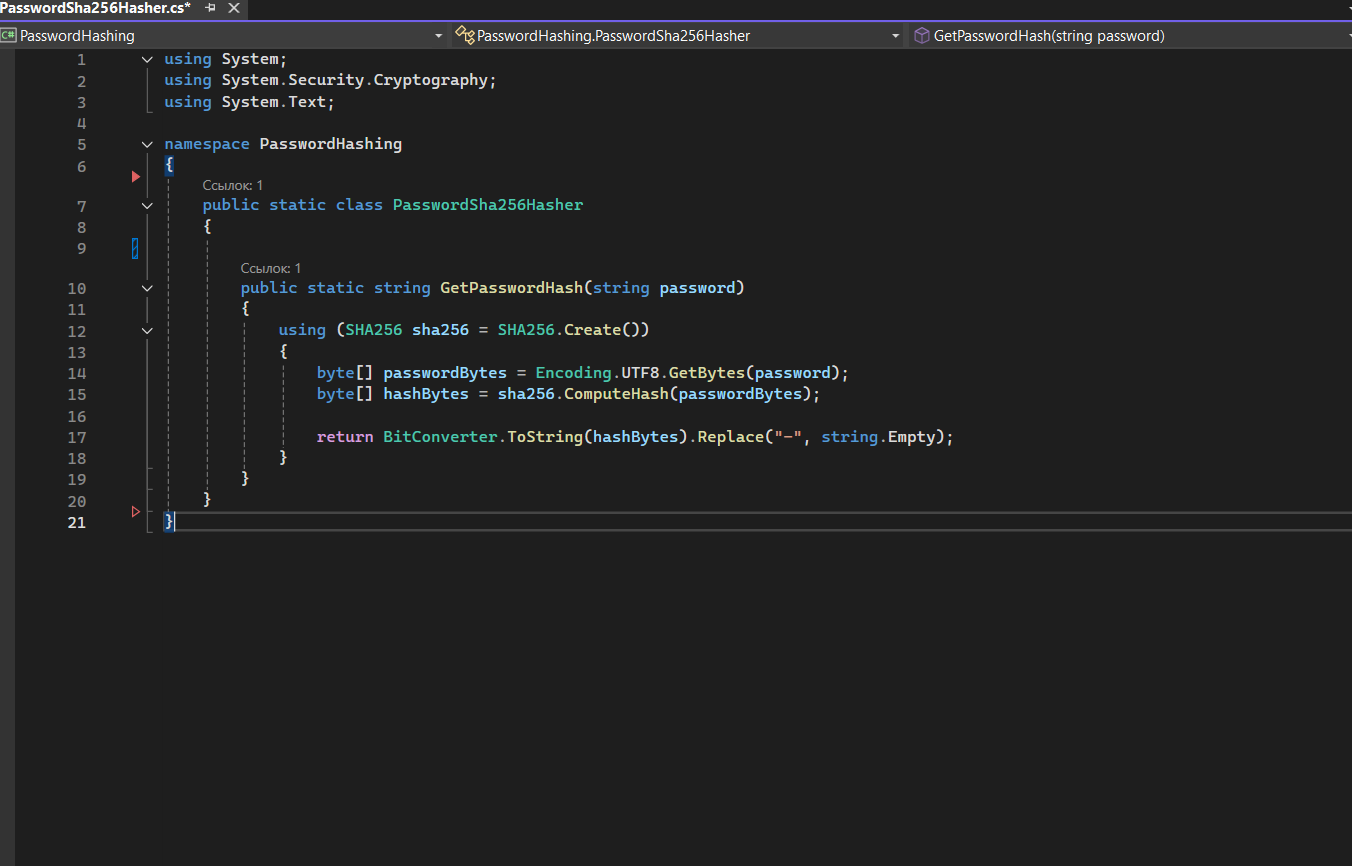 PasswordSha256Hasher.cs*
PasswordHashing PasswordHashing.PasswordSha256Hasher GetPasswordHash(string password)
1 using System;
2 using System.Security.Cryptography;
3 using System.Text;
4
5 namespace PasswordHashing
6 {
Ссылок: 1
7 public static class PasswordSha256Hasher
8 {
9
Ссылок: 1
10 public static string GetPasswordHash(string password)
11 {
12 using (SHA256 sha256 = SHA256.Create())
13 {
14 byte[] passwordBytes = Encoding.UTF8.GetBytes(password);
15 byte[] hashBytes = sha256.ComputeHash(passwordBytes);
16
17 return BitConverter.ToString(hashBytes).Replace("-", string.Empty);
18 }
19 }
20 }
21 }